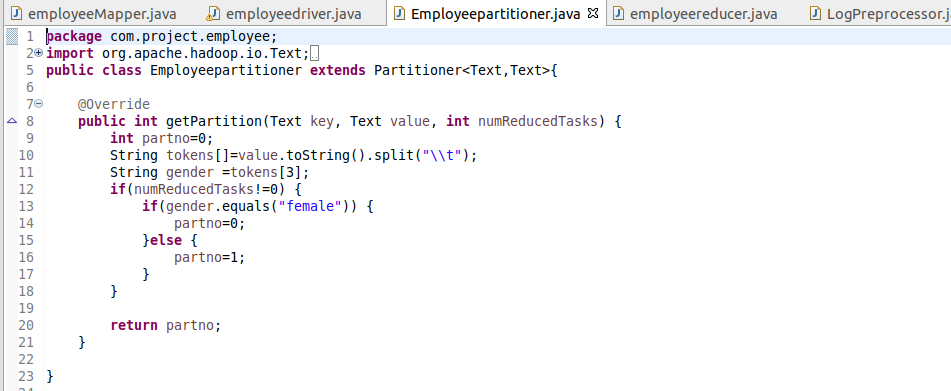 employeeMapper.java employeedriver.java Employeepartitioner.java employeereducer.java LogPreprocessor.j
1 package com.project.employee;
2 import org.apache.hadoop.io.Text;
5 public class Employeepartitioner extends Partitioner<Text,Text>{
6
7 @Override
8 public int getPartition(Text key, Text value, int numReducedTasks) {
9 int partno=0;
10 String tokens[]=value.toString().split("\\t");
11 String gender =tokens[3];
12 if(numReducedTasks!=0) {
13 if(gender.equals("female")) {
14 partno=0;
15 }else {
16 partno=1;
17 }
18 }
19
20 return partno;
21 }
22
23 }